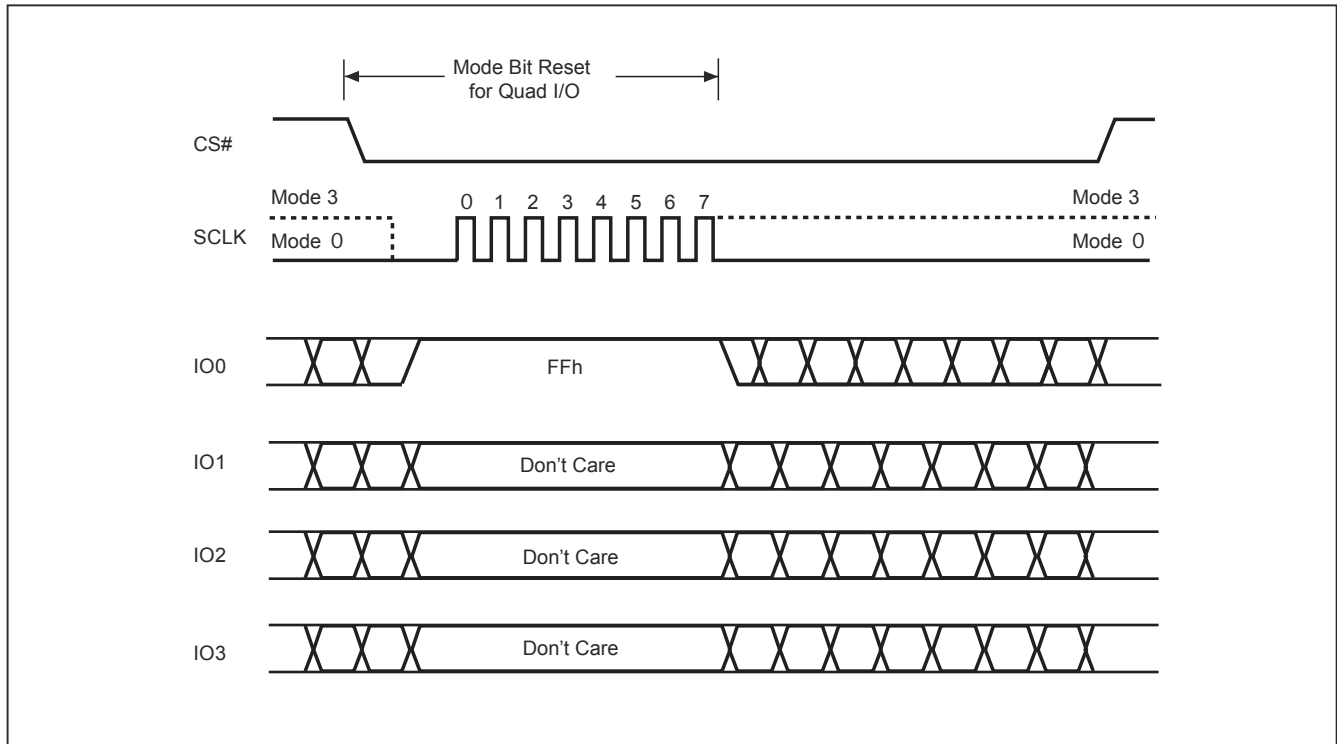 Mode Bit Reset
for Quad I/O
CS#
Mode 3
0 1 2 3 4 5 6 7
Mode 3
SCLK
Mode 0
Mode 0
IO0
FFh
IO1
Don't Care
IO2
Don't Care
IO3
Don't Care